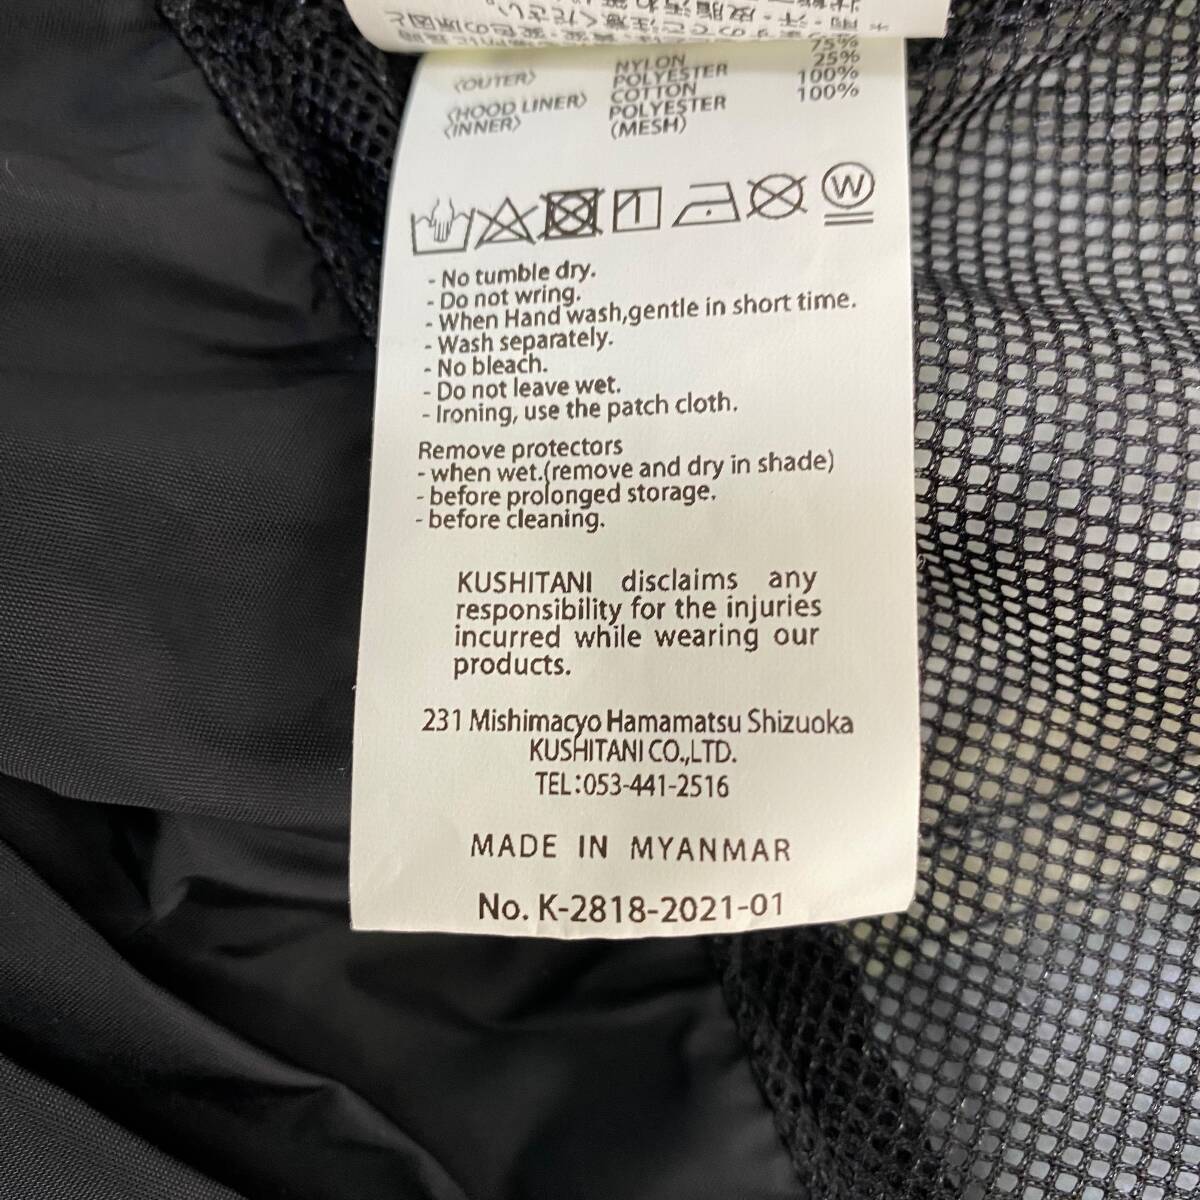 75%
NYLON 25%
〈OUTER〉 POLYESTER 100%
〈HOOD LINER〉 COTTON 100%
〈INNER〉 POLYESTER
(MESH)
W
- No tumble dry.
- Do not wring.
- When Hand wash,gentle in short time.
- Wash separately.
- No bleach.
- Do not leave wet.
- Ironing, use the patch cloth.
Remove protectors
- when wet.(remove and dry in shade)
- before prolonged storage.
- before cleaning.
KUSHITANI disclaims any
responsibility for the injuries
incurred while wearing our
products.
231 Mishimacyo Hamamatsu Shizuoka
KUSHITANI CO.,LTD.
TEL:053-441-2516
MADE IN MYANMAR
No. K-2818-2021-01